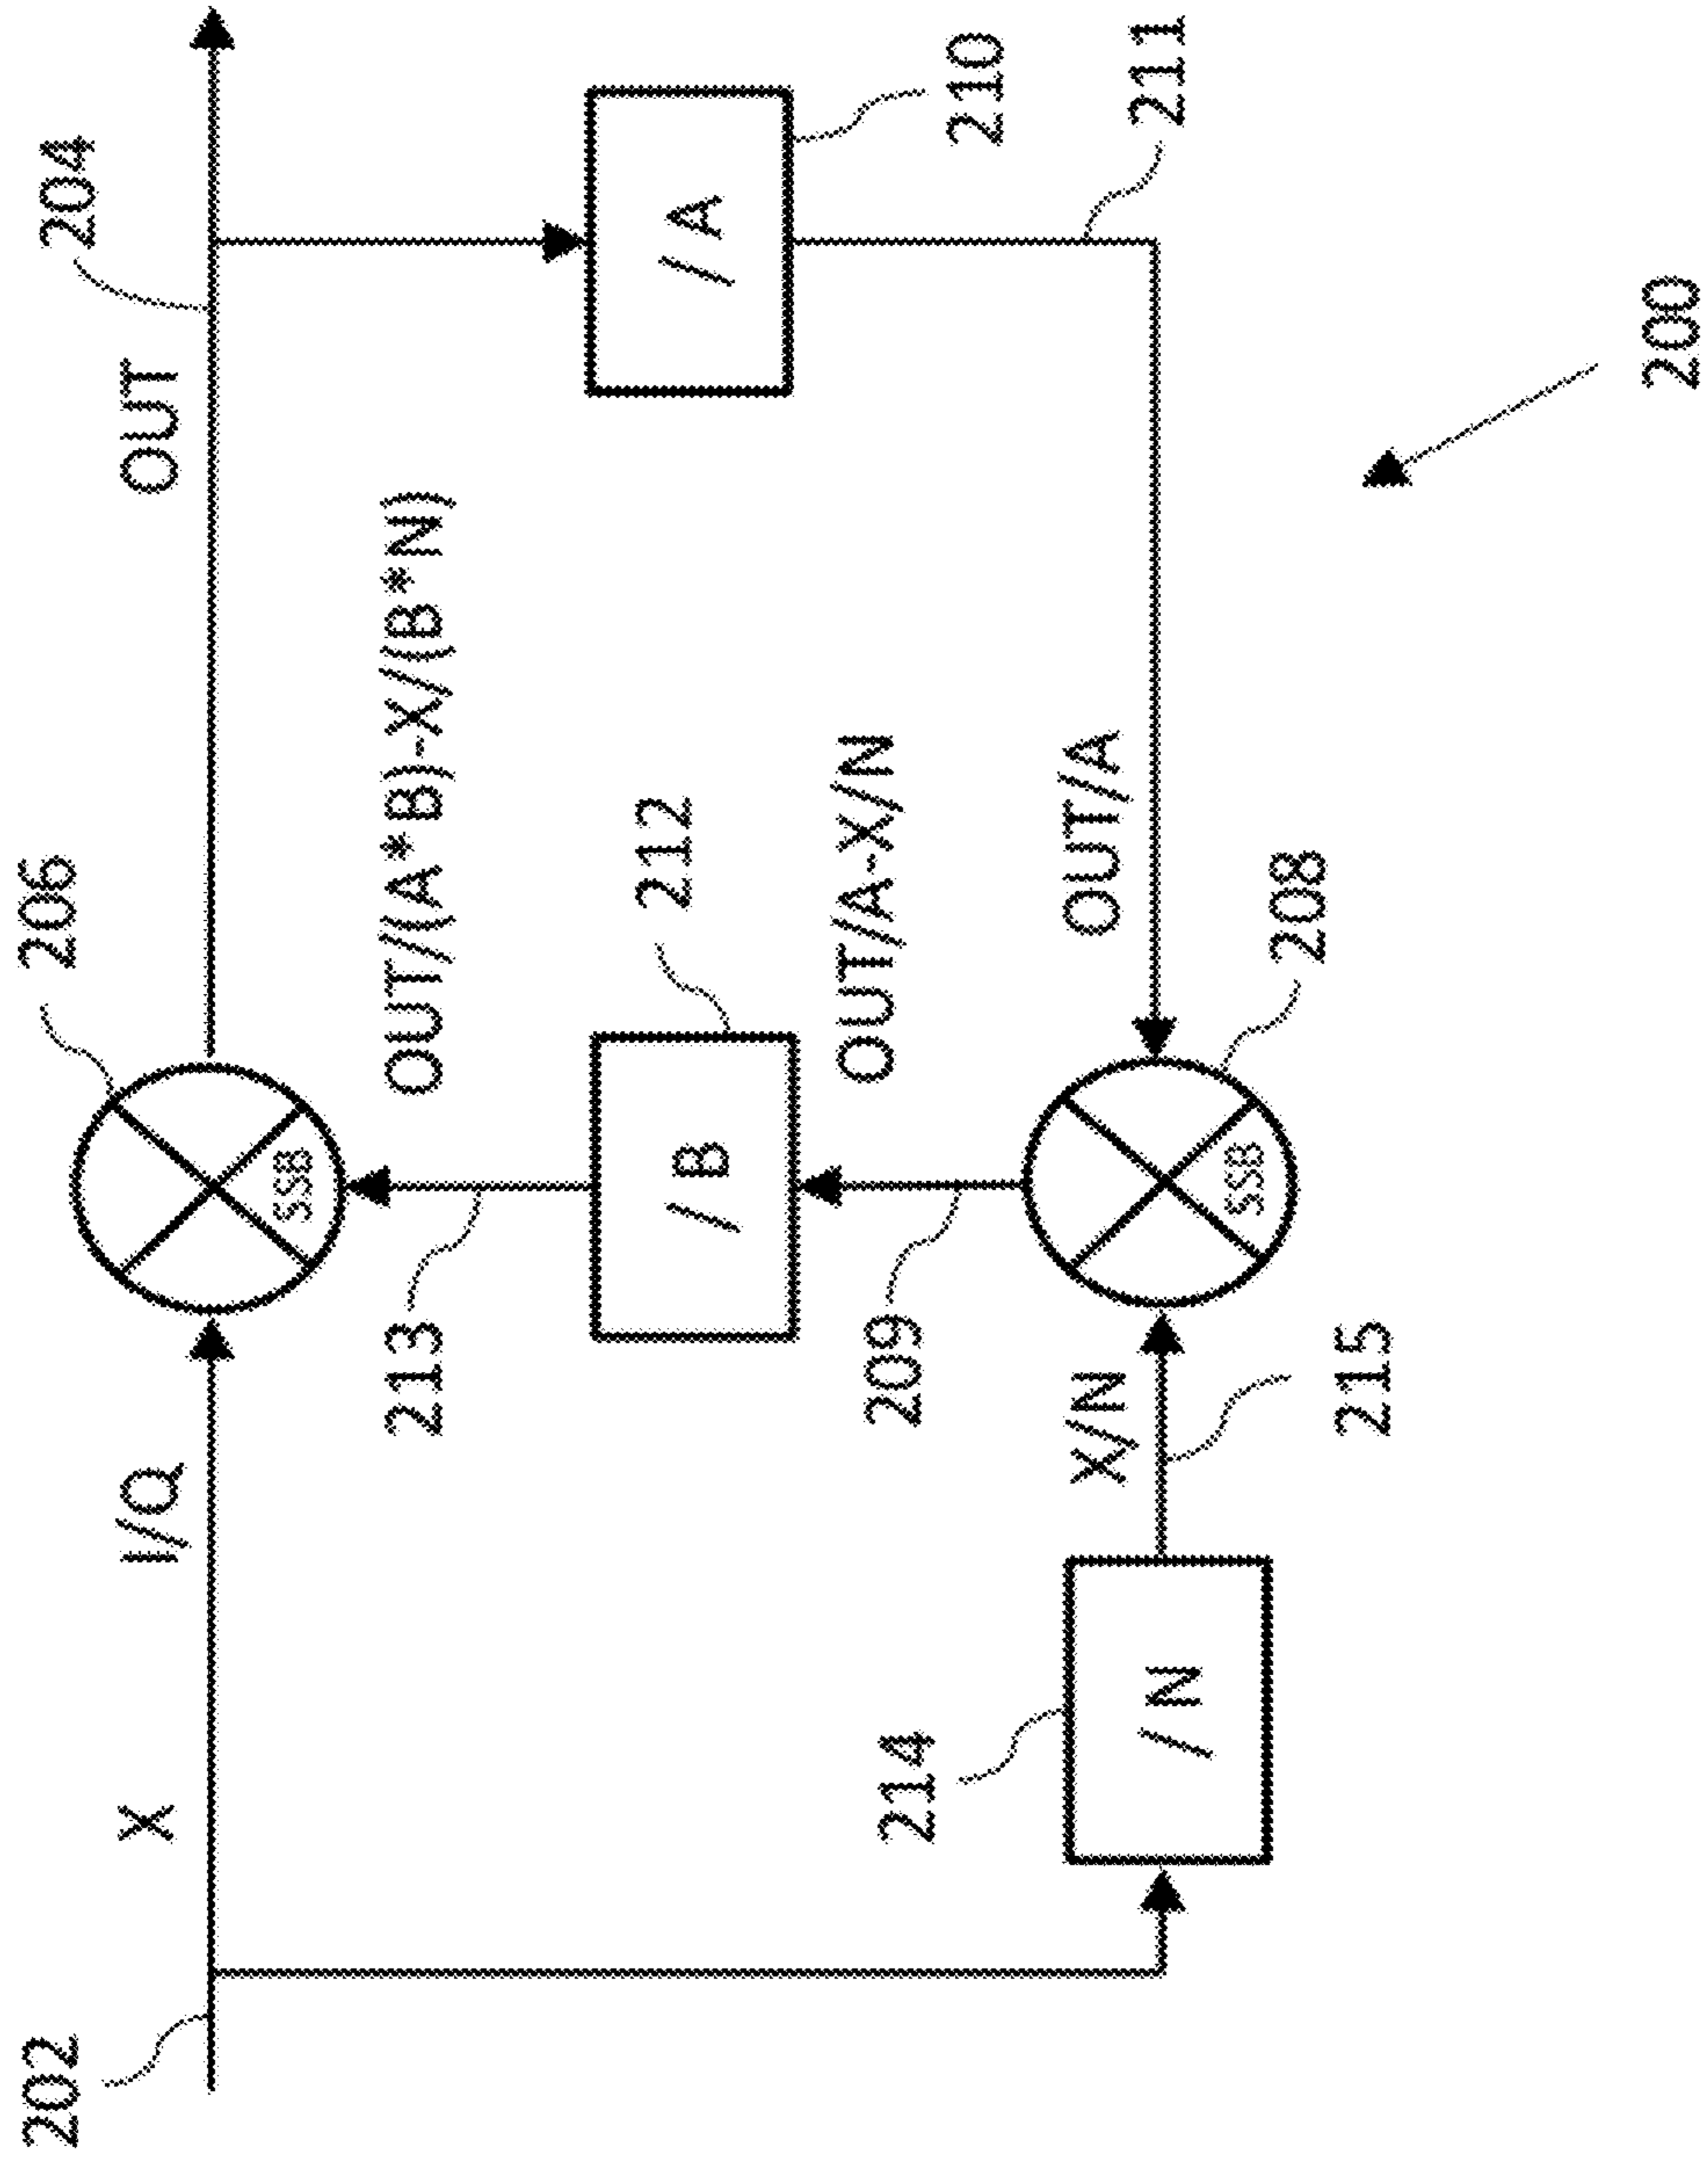 202
X
I/Q
206
OUT
204
SSB
213
OUT/(A*B)-X/(B*N)
/ B
212
/ A
210
209
OUT/A-X/N
214
/ N
X/N
215
SSB
208
OUT/A
211
200